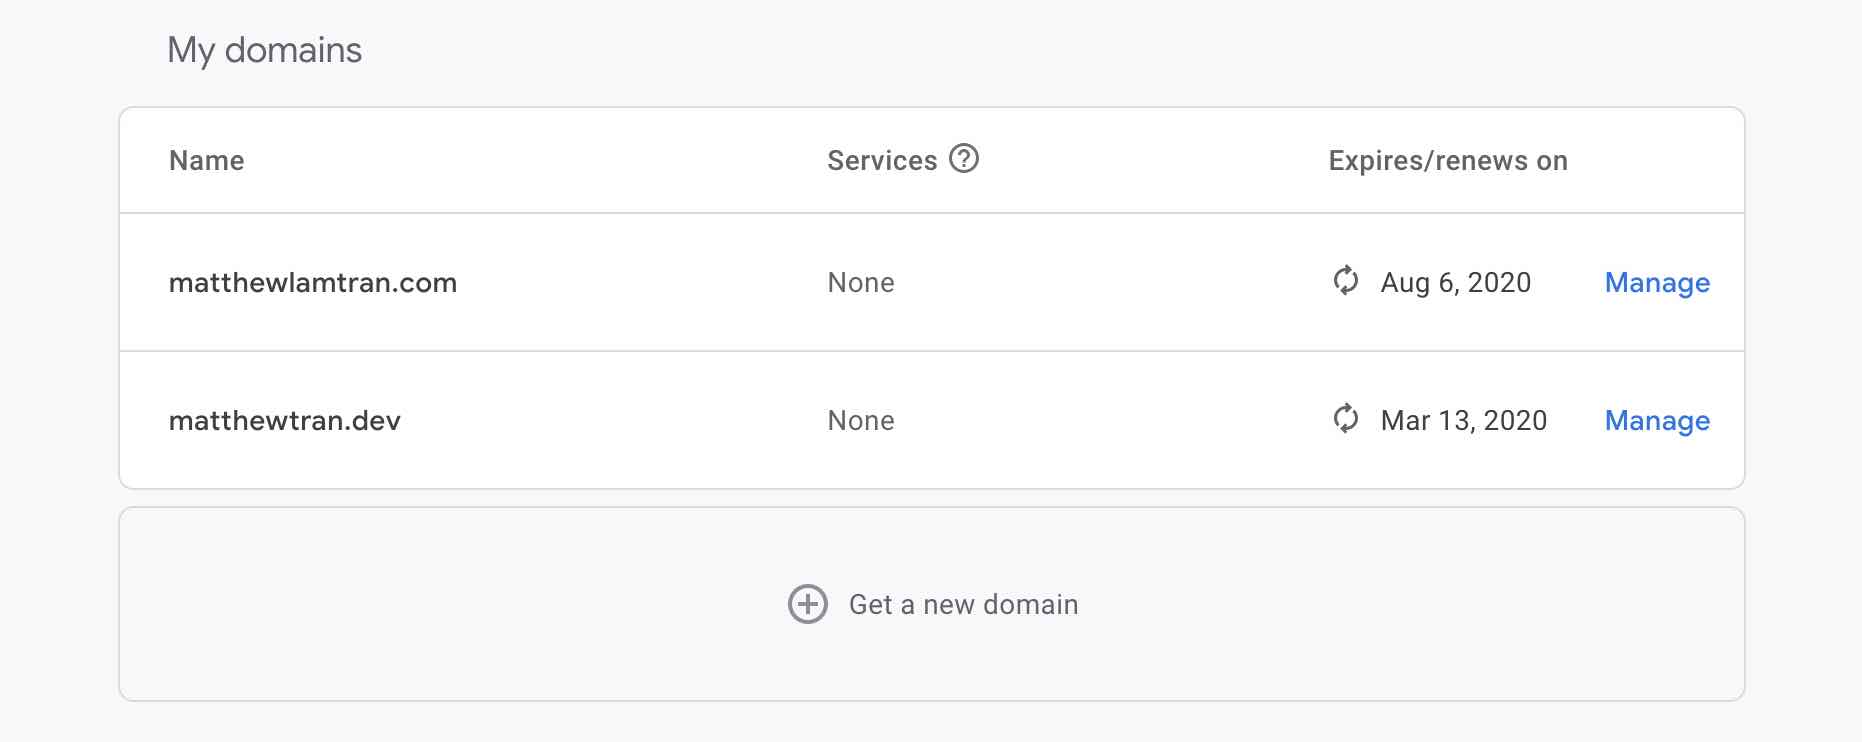 My domains
Name Services Expires/renews on
matthewlamtran.com None Aug 6, 2020 Manage
matthewtran.dev None Mar 13, 2020 Manage
Get a new domain